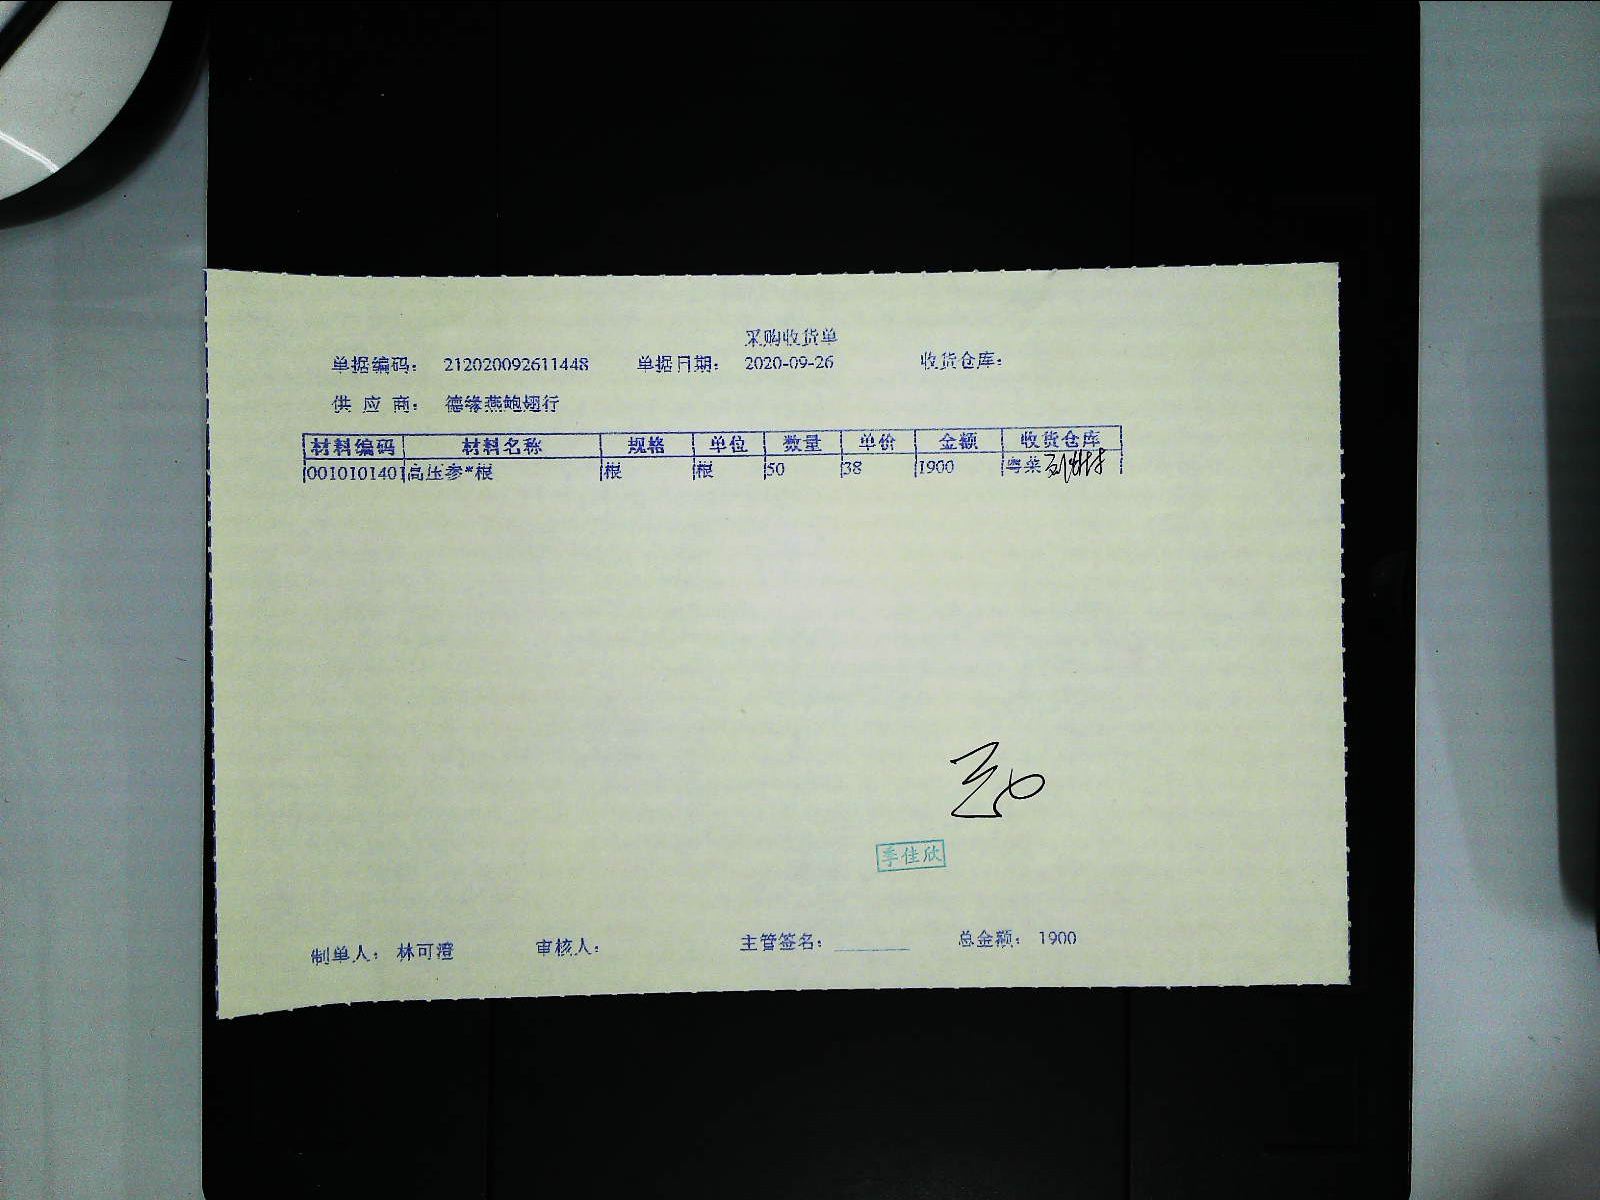 采购收货单
单据编码: 212020092611448 单据日期: 2020-09-26 收货仓库:
供 应 商: 德缘燕鲍翅行
材料编码 材料名称 规格 单位 数量 单价 金额 收货仓库
0010101401 高压参*根 根 根 50 38 1900 粤菜
季佳欣
制单人: 林可澄 审核人: 主管签名: 总金额: 1900